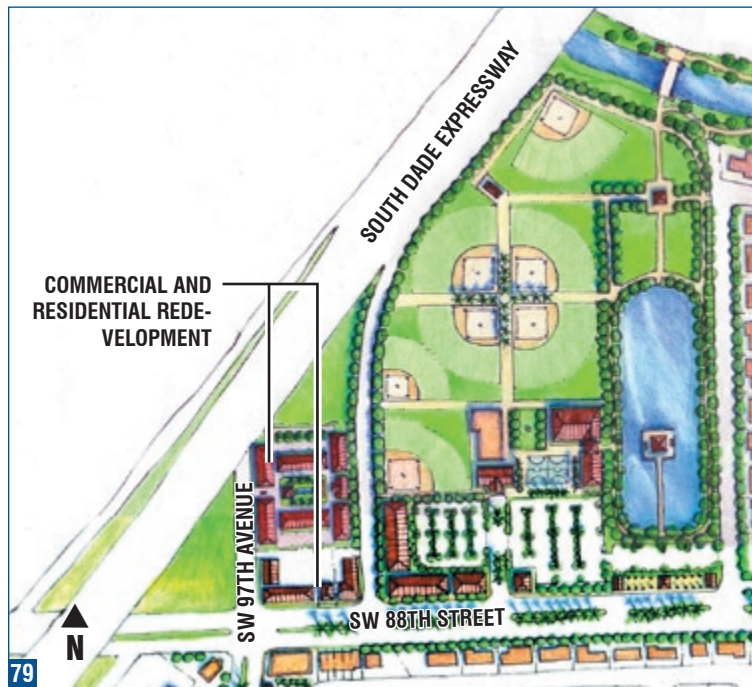 SOUTH DADE EXPRESSWAY
COMMERCIAL AND
RESIDENTIAL REDE-
VELOPMENT
SW 97TH AVENUE
SW 88TH STREET
N
79